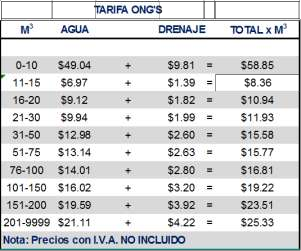 TARIFA ONG'S
M³ AGUA DRENAJE TOTAL x M³
0-10 $49.04 + $9.81 = $58.85
11-15 $6.97 + $1.39 = $8.36
16-20 $9.12 + $1.82 = $10.94
21-30 $9.94 + $1.99 = $11.93
31-50 $12.98 + $2.60 = $15.58
51-75 $13.14 + $2.63 = $15.77
76-100 $14.01 + $2.80 = $16.81
101-150 $16.02 + $3.20 = $19.22
151-200 $19.59 + $3.92 = $23.51
201-9999 $21.11 + $4.22 = $25.33
Nota: Precios con I.V.A. NO INCLUIDO